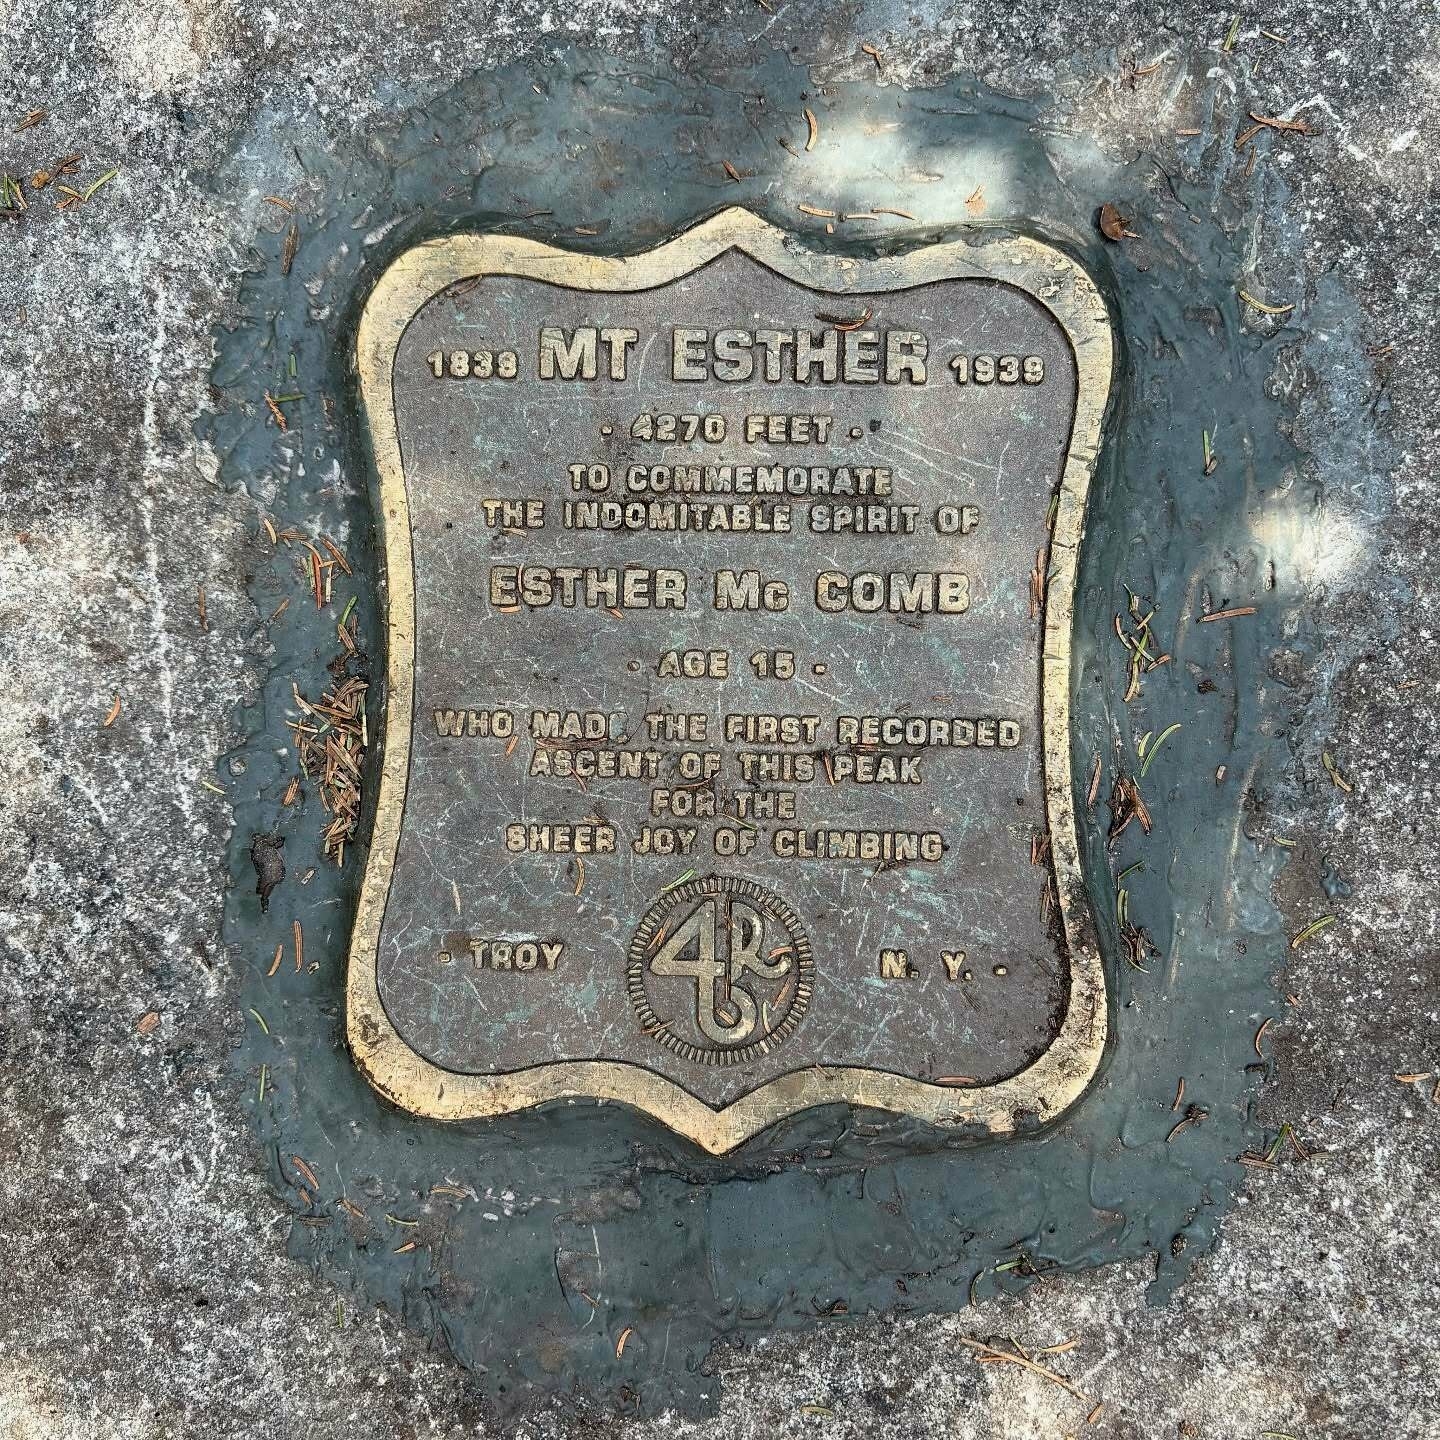 1839 MT ESTHER 1939
· 4270 FEET ·
TO COMMEMORATE
THE INDOMITABLE SPIRIT OF
ESTHER Mc COMB
· AGE 15 ·
WHO MADE THE FIRST RECORDED
ASCENT OF THIS PEAK
FOR THE
SHEER JOY OF CLIMBING
· TROY 46R N. Y. ·